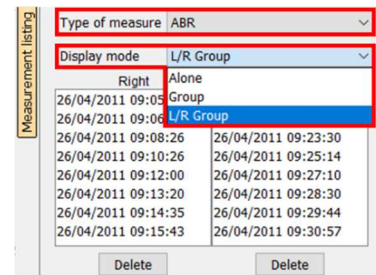 Measurement listing
Type of measure ABR
Display mode L/R Group
Right Alone
26/04/2011 09:05 Group
26/04/2011 09:06 L/R Group
26/04/2011 09:08:26 26/04/2011 09:23:30
26/04/2011 09:10:26 26/04/2011 09:25:14
26/04/2011 09:12:00 26/04/2011 09:27:10
26/04/2011 09:13:20 26/04/2011 09:28:30
26/04/2011 09:14:35 26/04/2011 09:29:44
26/04/2011 09:15:43 26/04/2011 09:30:57
Delete Delete